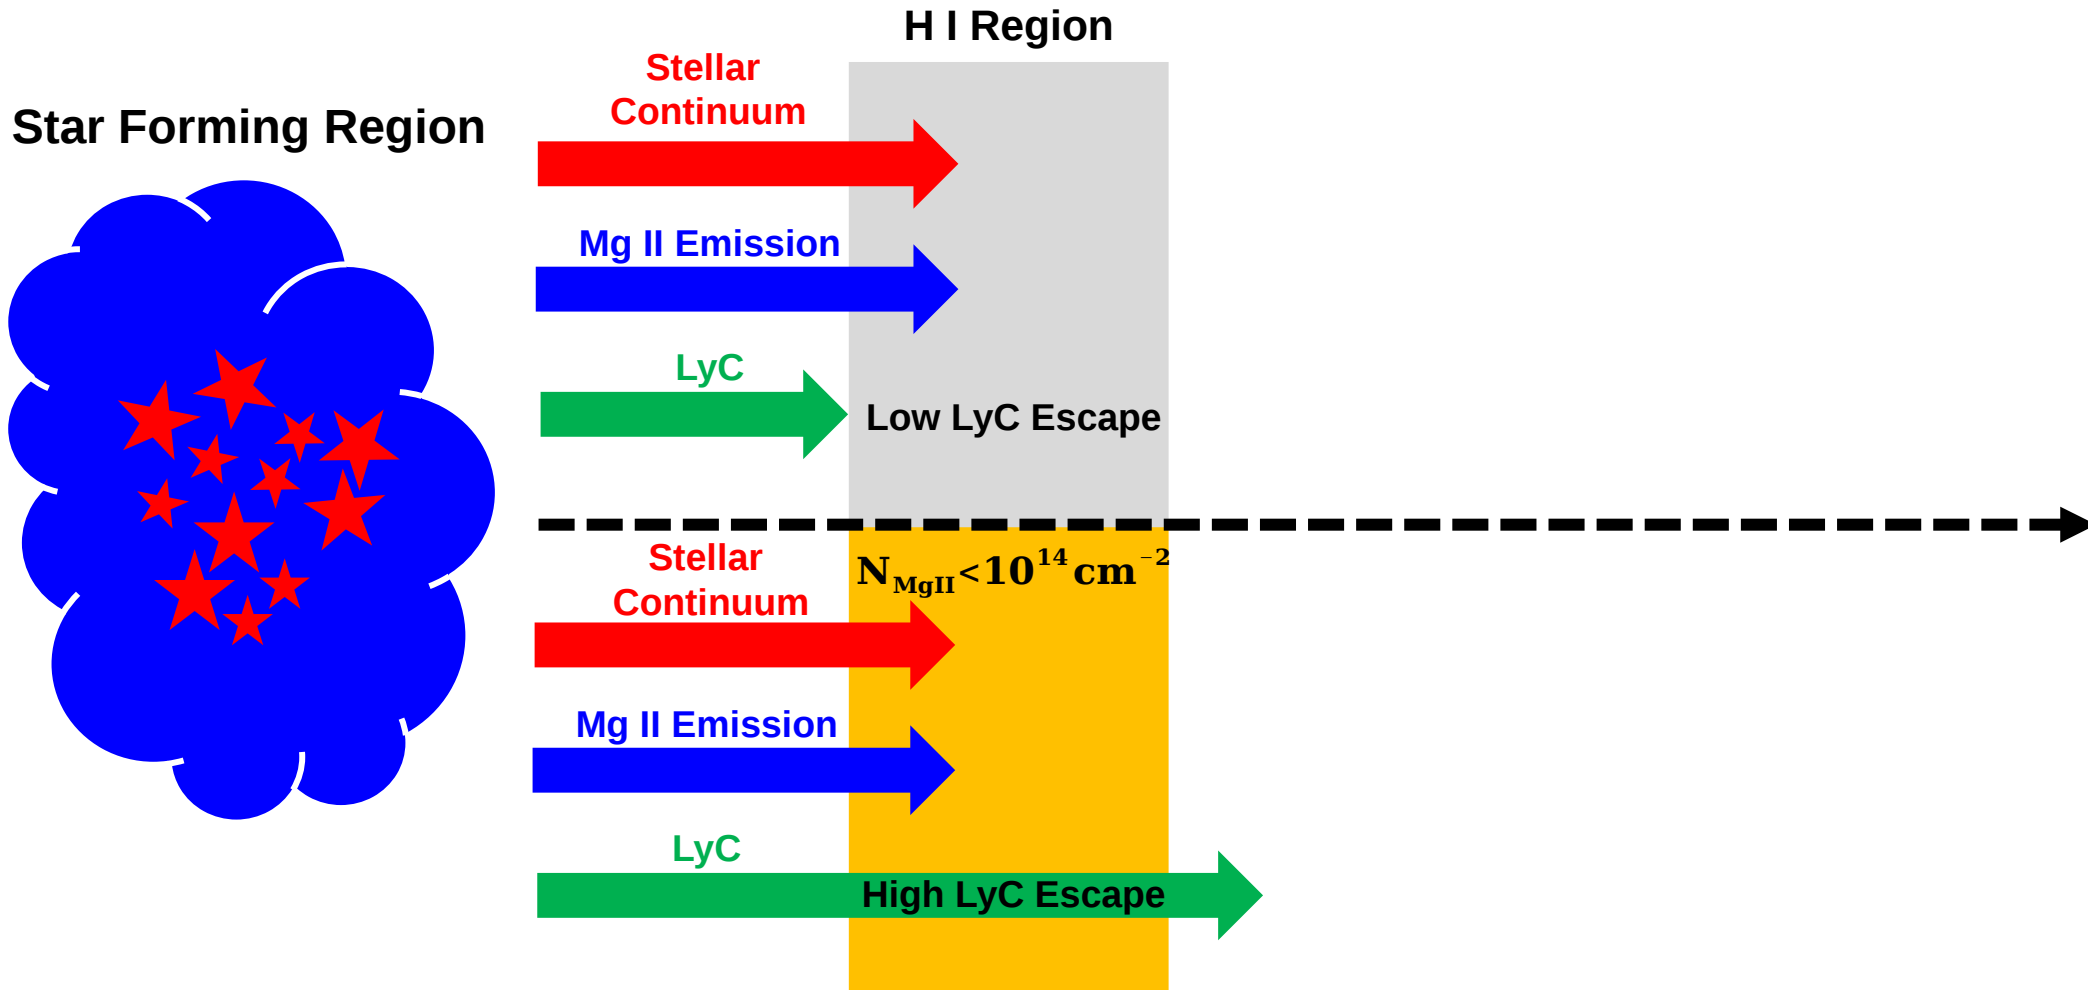 H I Region
Star Forming Region
Stellar
Continuum
Mg II Emission
LyC
Low LyC Escape
N_MgII<10^14 cm^-2
Stellar
Continuum
Mg II Emission
LyC
High LyC Escape